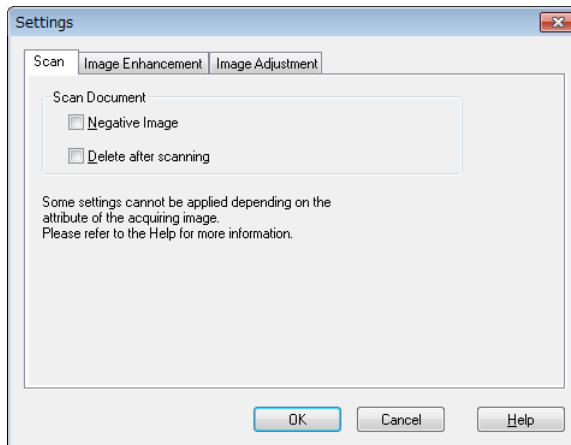 Settings
Scan
Image Enhancement
Image Adjustment
Scan Document
Negative Image
Delete after scanning
Some settings cannot be applied depending on the
attribute of the acquiring image.
Please refer to the Help for more information.
OK
Cancel
Help